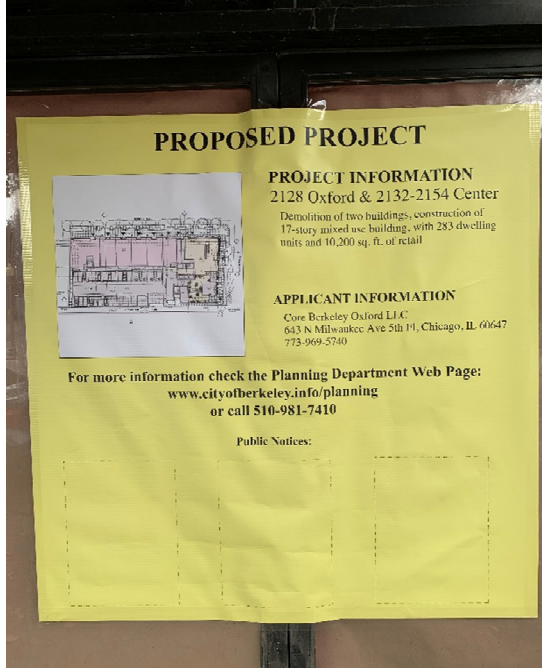 PROPOSED PROJECT
PROJECT INFORMATION
2128 Oxford & 2132-2154 Center
Demolition of two buildings, construction of
17-story mixed use building, with 283 dwelling
units and 10,200 sq. ft. of retail
APPLICANT INFORMATION
Core Berkeley Oxford LLC
643 N Milwaukee Ave 5th Fl, Chicago, IL 60647
773-969-5740
For more information check the Planning Department Web Page:
www.cityofberkeley.info/planning
or call 510-981-7410
Public Notices: